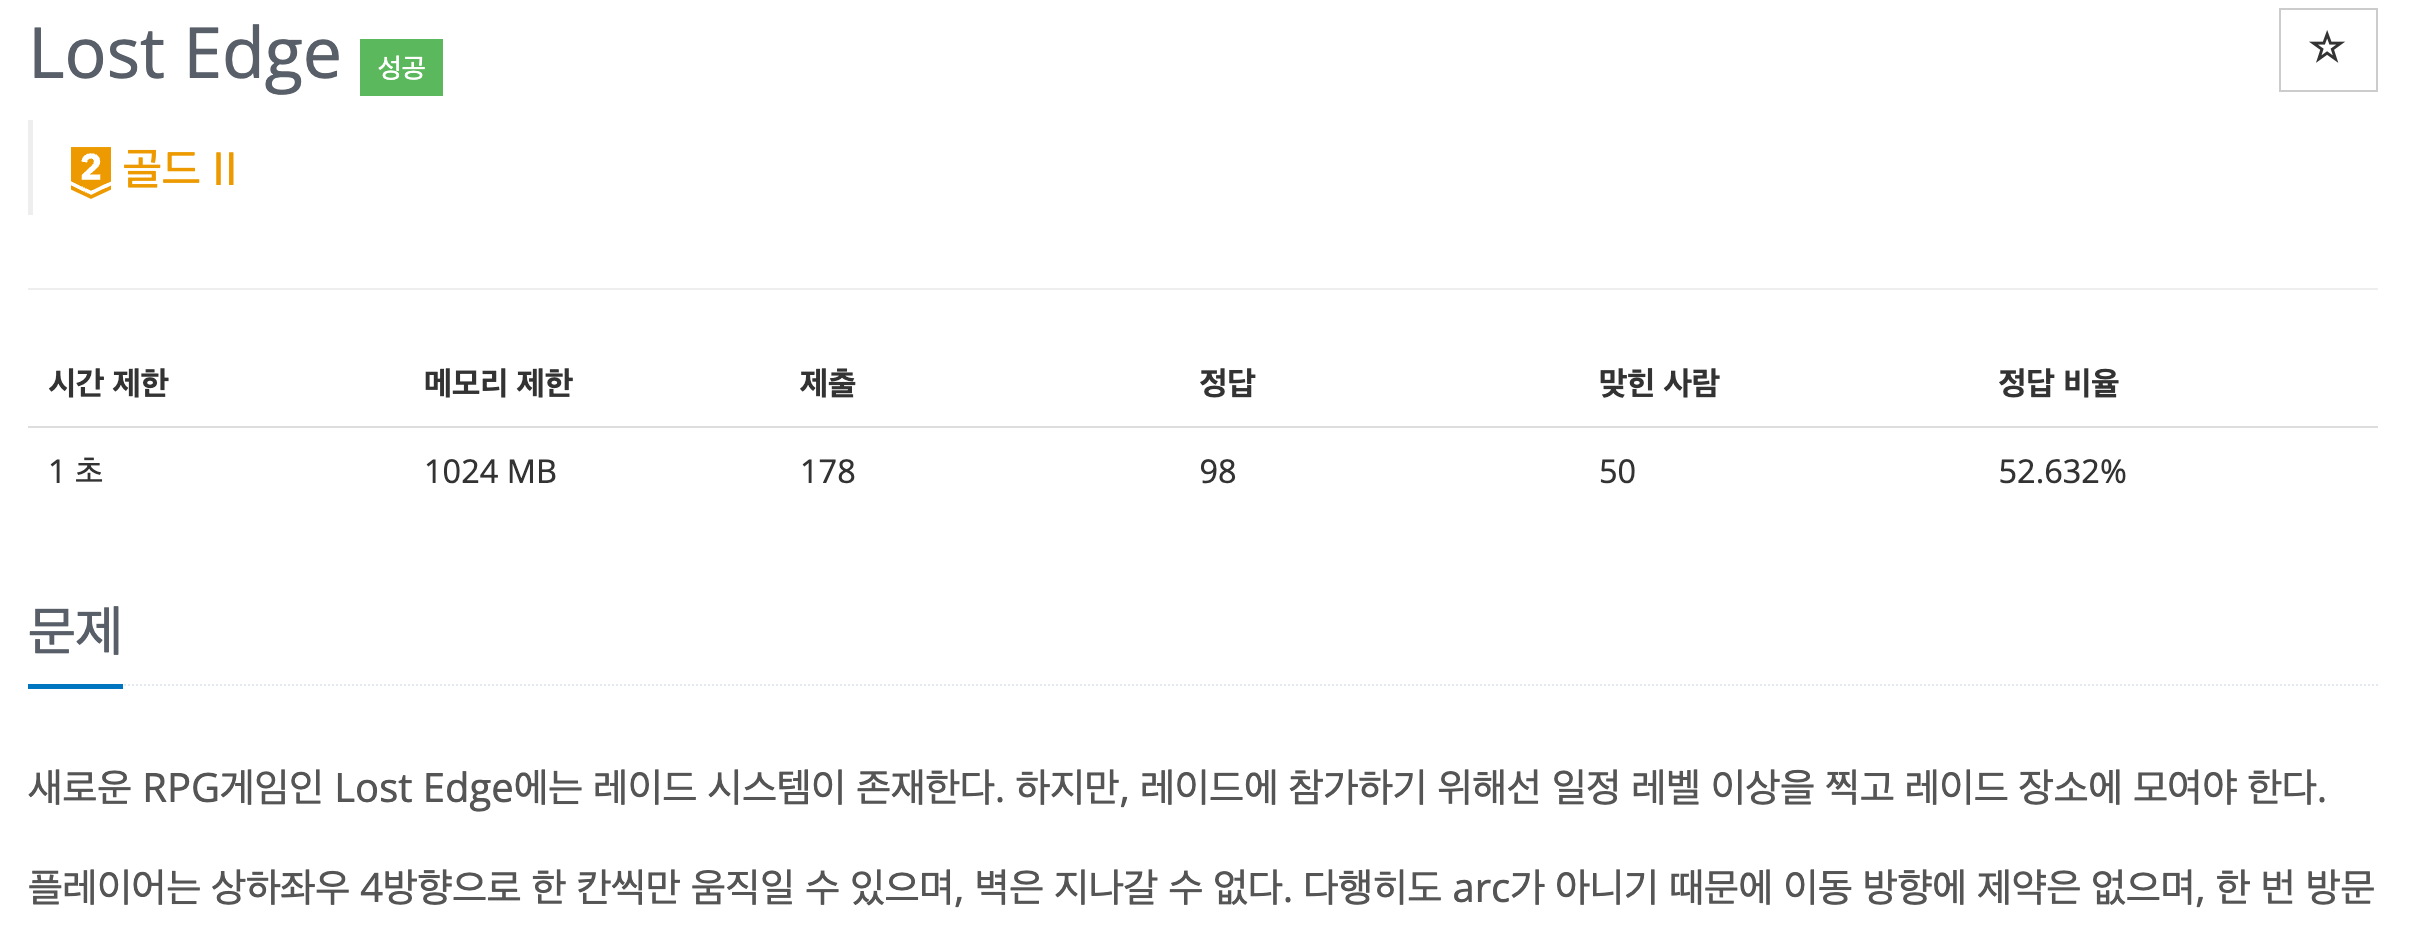 Lost Edge 성공
2 골드 II
시간 제한 메모리 제한 제출 정답 맞힌 사람 정답 비율
1 초 1024 MB 178 98 50 52.632%
문제
새로운 RPG게임인 Lost Edge에는 레이드 시스템이 존재한다. 하지만, 레이드에 참가하기 위해선 일정 레벨 이상을 찍고 레이드 장소에 모여야 한다.
플레이어는 상하좌우 4방향으로 한 칸씩만 움직일 수 있으며, 벽은 지나갈 수 없다. 다행히도 arc가 아니기 때문에 이동 방향에 제약은 없으며, 한 번 방문